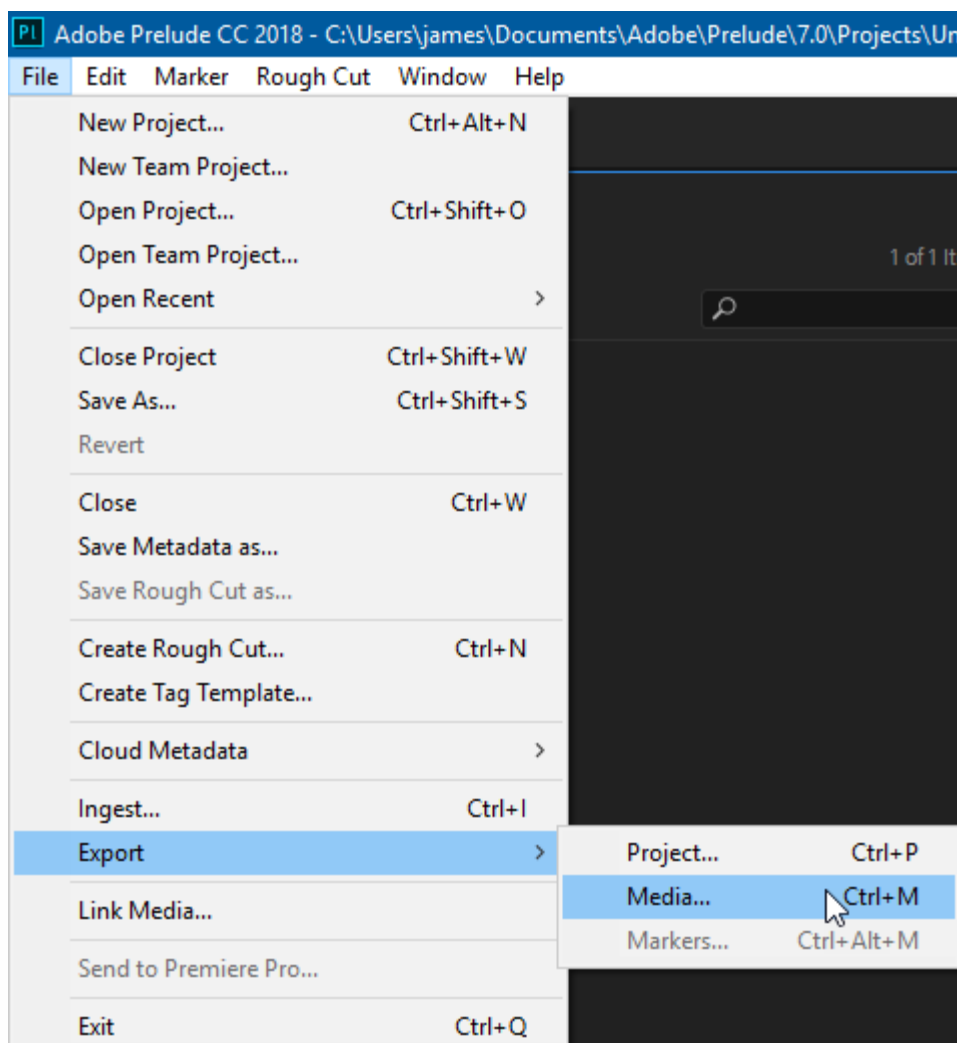 Pl Adobe Prelude CC 2018 - C:\Users\james\Documents\Adobe\Prelude\7.0\Projects\Un
File Edit Marker Rough Cut Window Help
New Project... Ctrl+Alt+N
New Team Project...
Open Project... Ctrl+Shift+O
Open Team Project...
1 of 1 It
Open Recent
Close Project Ctrl+Shift+W
Save As... Ctrl+Shift+S
Revert
Close Ctrl+W
Save Metadata as...
Save Rough Cut as...
Create Rough Cut... Ctrl+N
Create Tag Template...
Cloud Metadata
Ingest... Ctrl+I
Export
Project... Ctrl+P
Media... Ctrl+M
Markers... Ctrl+Alt+M
Link Media...
Send to Premiere Pro...
Exit Ctrl+Q